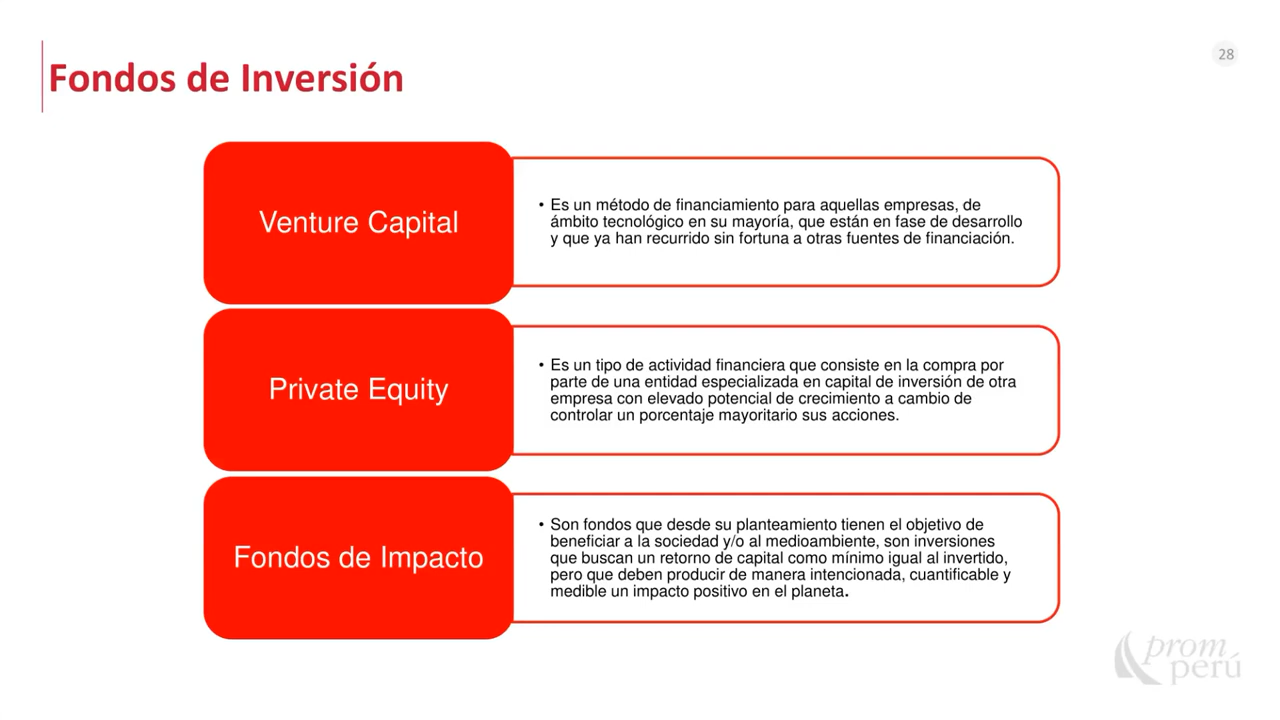 28
Fondos de Inversión
Venture Capital
• Es un método de financiamiento para aquellas empresas, de
ámbito tecnológico en su mayoría, que están en fase de desarrollo
y que ya han recurrido sin fortuna a otras fuentes de financiación.
Private Equity
• Es un tipo de actividad financiera que consiste en la compra por
parte de una entidad especializada en capital de inversión de otra
empresa con elevado potencial de crecimiento a cambio de
controlar un porcentaje mayoritario sus acciones.
Fondos de Impacto
• Son fondos que desde su planteamiento tienen el objetivo de
beneficiar a la sociedad y/o al medioambiente, son inversiones
que buscan un retorno de capital como mínimo igual al invertido,
pero que deben producir de manera intencionada, cuantificable y
medible un impacto positivo en el planeta.
prom
perú